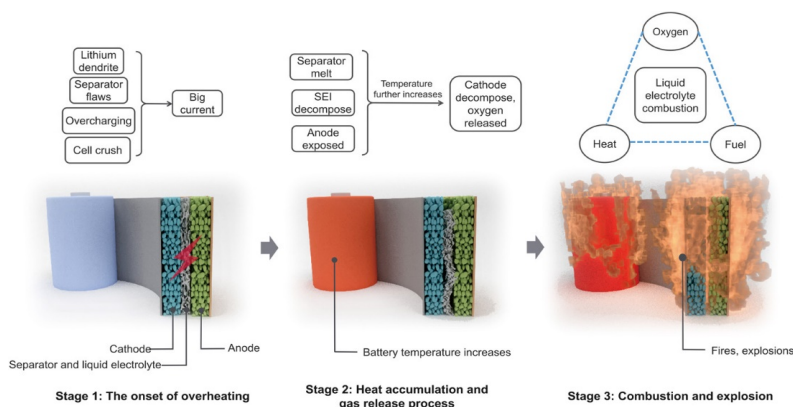 Lithium
dendrite
Separator
flaws
Overcharging
Cell crush
Big
current
Cathode
Separator and liquid electrolyte
Anode
Stage 1: The onset of overheating
Separator
melt
SEI
decompose
Anode
exposed
Temperature
further increases
Cathode
decompose,
oxygen
released
Battery temperature increases
Stage 2: Heat accumulation and
gas release process
Oxygen
Liquid
electrolyte
combustion
Heat
Fuel
Fires, explosions
Stage 3: Combustion and explosion